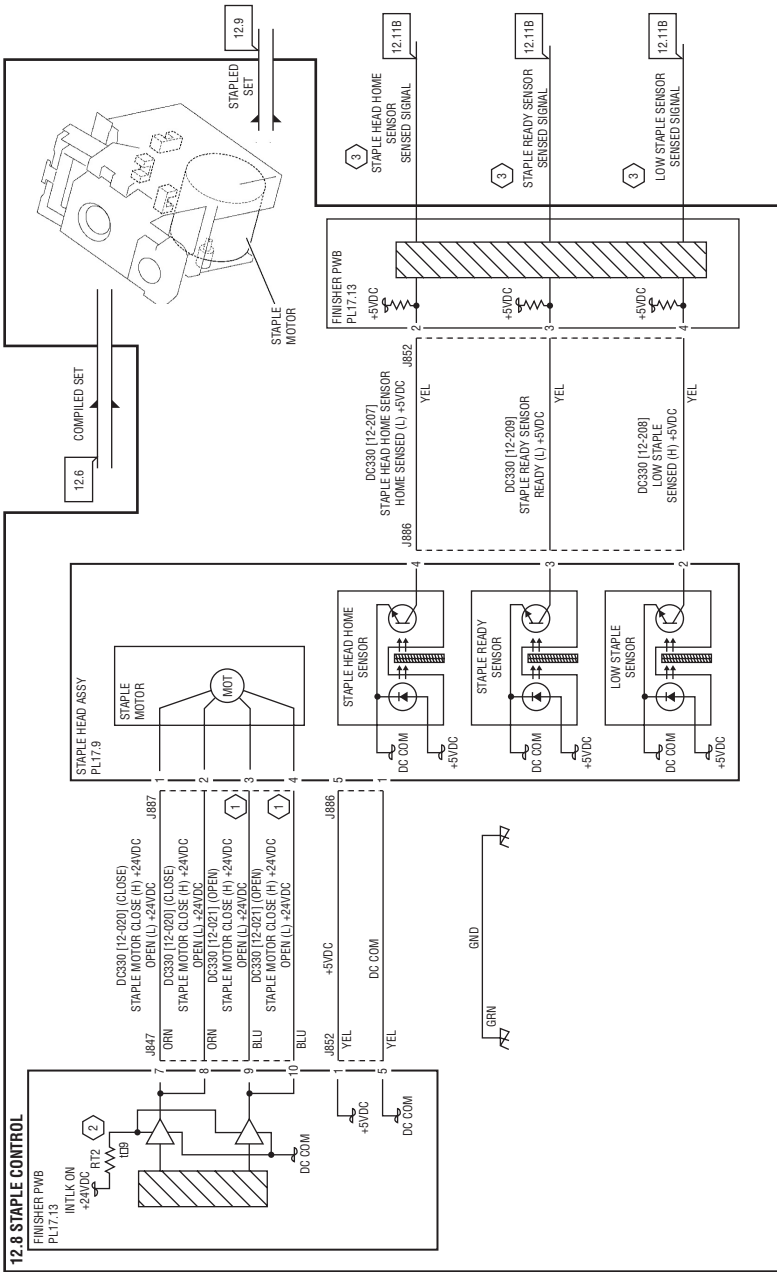 12.8 STAPLE CONTROL
FINISHER PWB
PL17.13
INTLK ON
+24VDC
RT2
2
DC COM
+5VDC
DC COM
7
8
9
10
1
5
J847
ORN
ORN
BLU
BLU
J852
YEL
YEL
DC330 [12-020] (CLOSE)
STAPLE MOTOR CLOSE (H) +24VDC
OPEN (L) +24VDC
DC330 [12-020] (CLOSE)
STAPLE MOTOR CLOSE (H) +24VDC
OPEN (L) +24VDC
DC330 [12-021] (OPEN)
STAPLE MOTOR CLOSE (H) +24VDC
OPEN (L) +24VDC
DC330 [12-021] (OPEN)
STAPLE MOTOR CLOSE (H) +24VDC
OPEN (L) +24VDC
+5VDC
DC COM
1
1
J887
J886
1
2
3
4
5
1
GRN
GND
STAPLE HEAD ASSY
PL17.9
STAPLE
MOTOR
MOT
STAPLE HEAD HOME
SENSOR
DC COM
+5VDC
STAPLE READY
SENSOR
DC COM
+5VDC
LOW STAPLE
SENSOR
DC COM
+5VDC
4
3
2
J886
DC330 [12-207]
STAPLE HEAD HOME SENSOR
HOME SENSED (L) +5VDC
DC330 [12-209]
STAPLE READY SENSOR
READY (L) +5VDC
DC330 [12-208]
LOW STAPLE
SENSED (H) +5VDC
J852
YEL
YEL
YEL
2
3
4
FINISHER PWB
PL17.13
+5VDC
+5VDC
+5VDC
3
STAPLE HEAD HOME
SENSOR
SENSED SIGNAL
12.11B
3
STAPLE READY SENSOR
SENSED SIGNAL
12.11B
3
LOW STAPLE SENSOR
SENSED SIGNAL
12.11B
12.6
COMPILED SET
STAPLE
MOTOR
STAPLED
SET
12.9